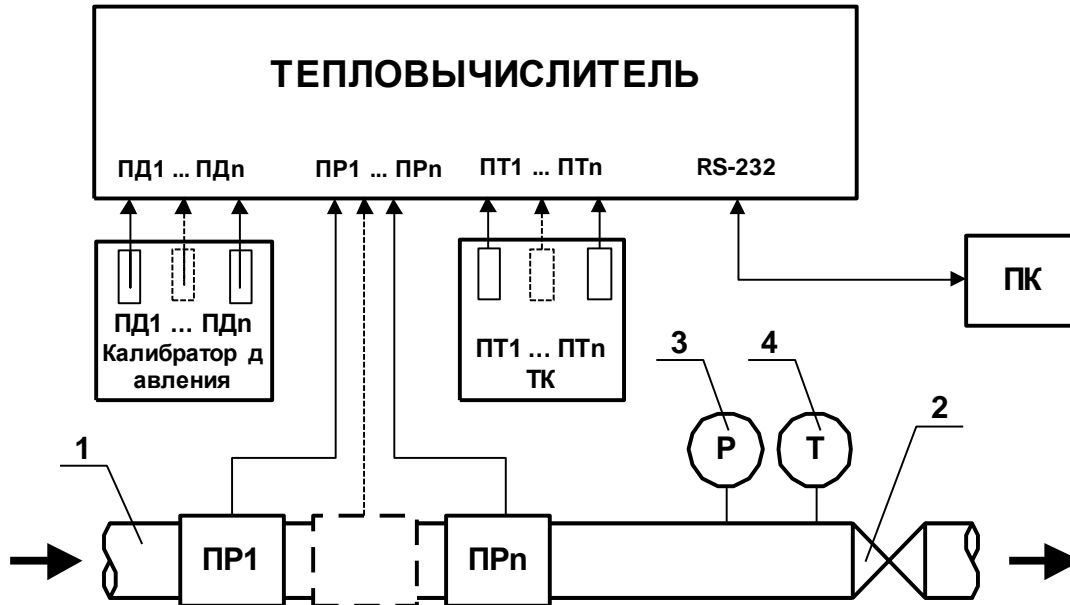 ТЕПЛОВЫЧИСЛИТЕЛЬ
ПД1 ... ПДn ПР1 ... ПРn ПТ1 ... ПТn RS-232
ПК
ПД1 ... ПДn
Калибратор д
авления
ПТ1 ... ПТn
ТК
3 4
2
1
P T
ПР1 ПРn